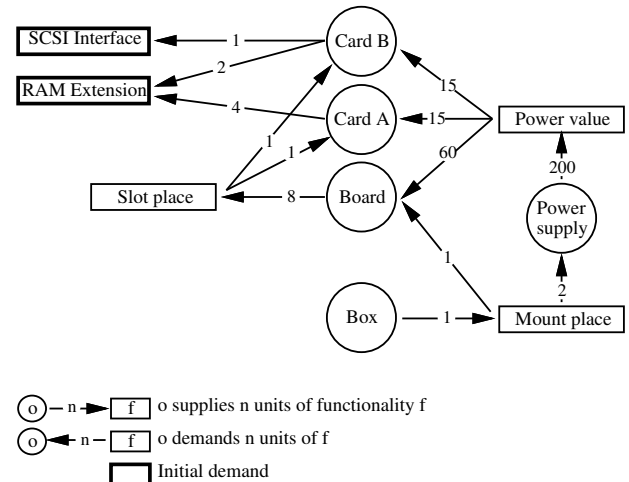 SCSI Interface
1
Card B
RAM Extension
2
4
Card A
15
15
Power value
1
1
60
200
Slot place
8
Board
Power
supply
1
2
Box
1
Mount place
o n f o supplies n units of functionality f
o n f o demands n units of f
Initial demand